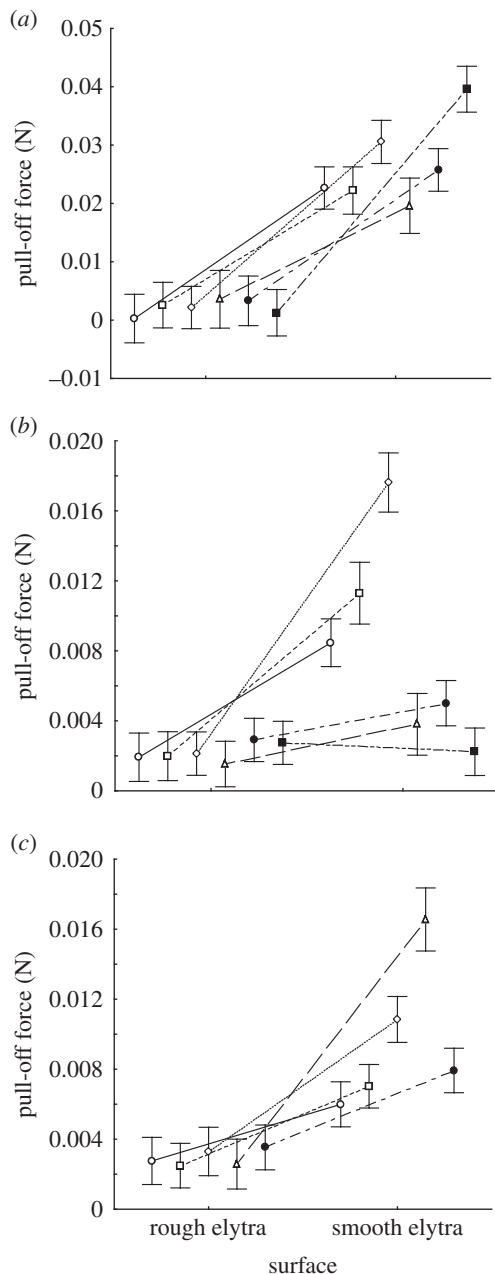 (a)
0.05
0.04
0.03
0.02
0.01
0
–0.01
pull-off force (N)
(b)
0.020
0.016
0.012
0.008
0.004
0
pull-off force (N)
(c)
0.020
0.016
0.012
0.008
0.004
0
pull-off force (N)
rough elytra smooth elytra
surface